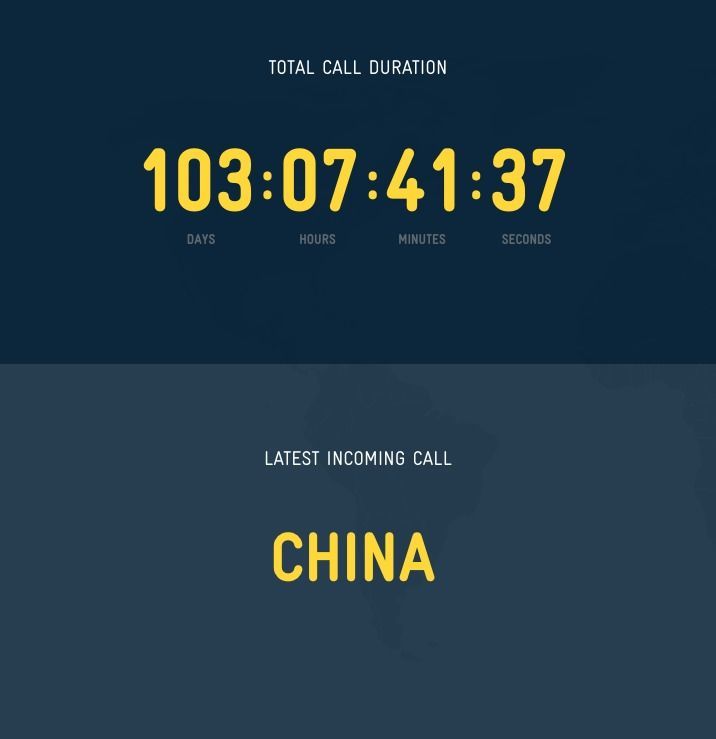 TOTAL CALL DURATION
103:07:41:37
DAYS HOURS MINUTES SECONDS
LATEST INCOMING CALL
CHINA